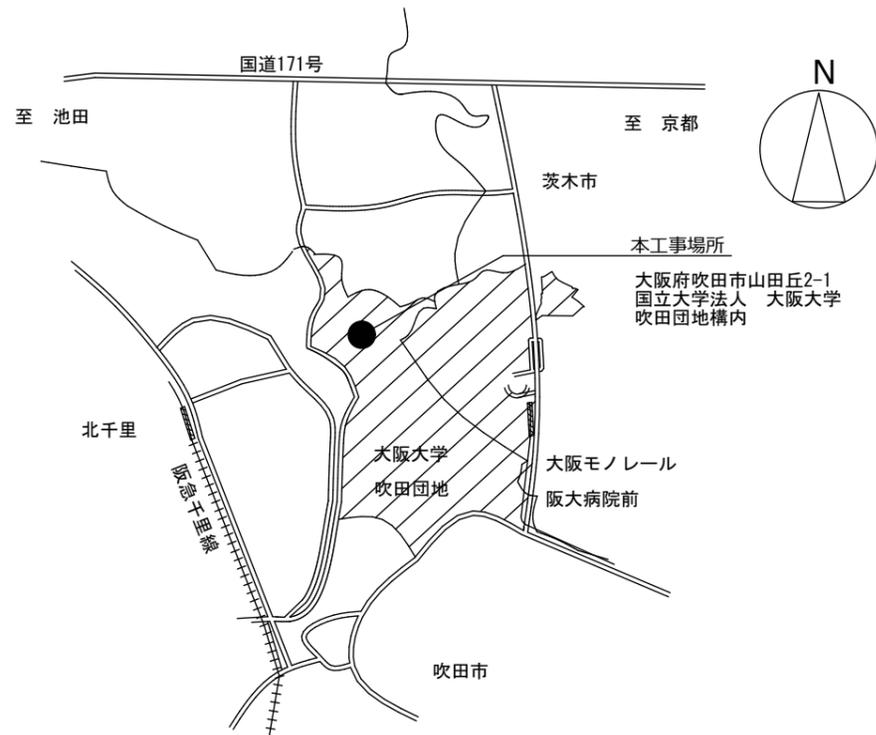 国道171号
N
至　池田
至　京都
茨木市
本工事場所
大阪府吹田市山田丘2-1
国立大学法人　大阪大学
吹田団地構内
北千里
阪急千里線
大阪大学
吹田団地
大阪モノレール
阪大病院前
吹田市